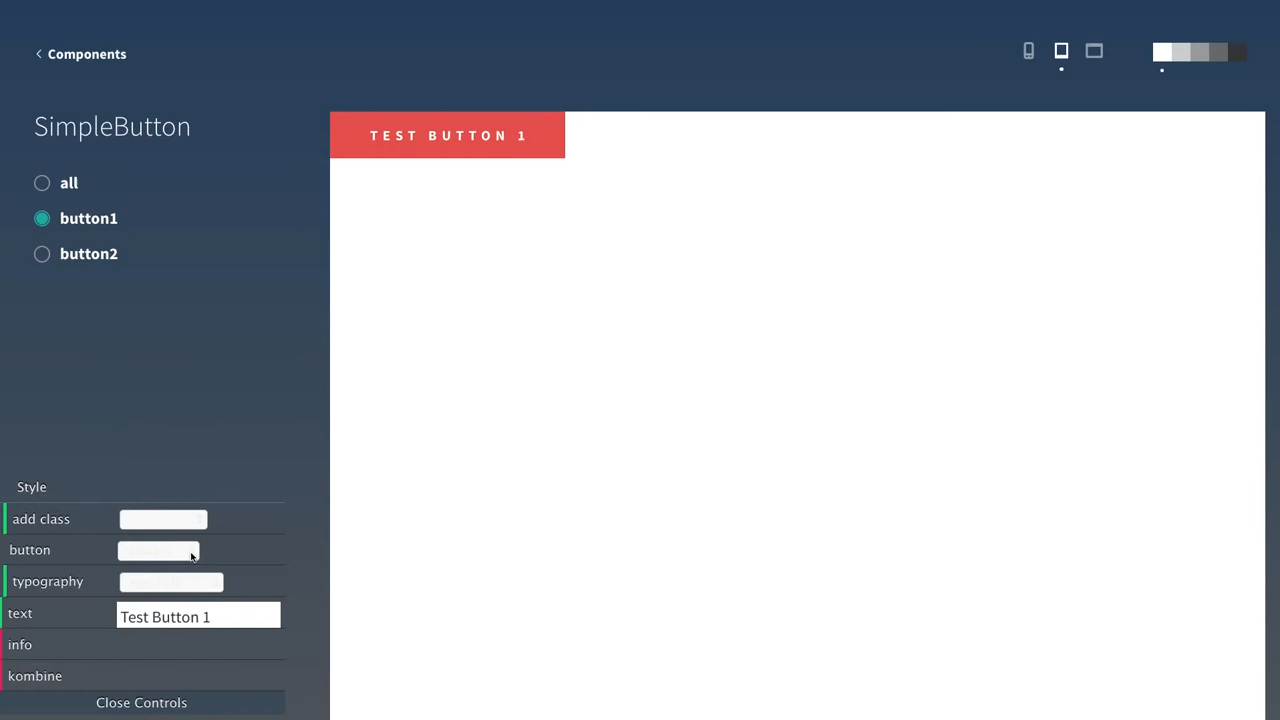 Components
SimpleButton
all
button1
button2
TEST BUTTON 1
Style
add class
button
typography
text
Test Button 1
info
kombine
Close Controls